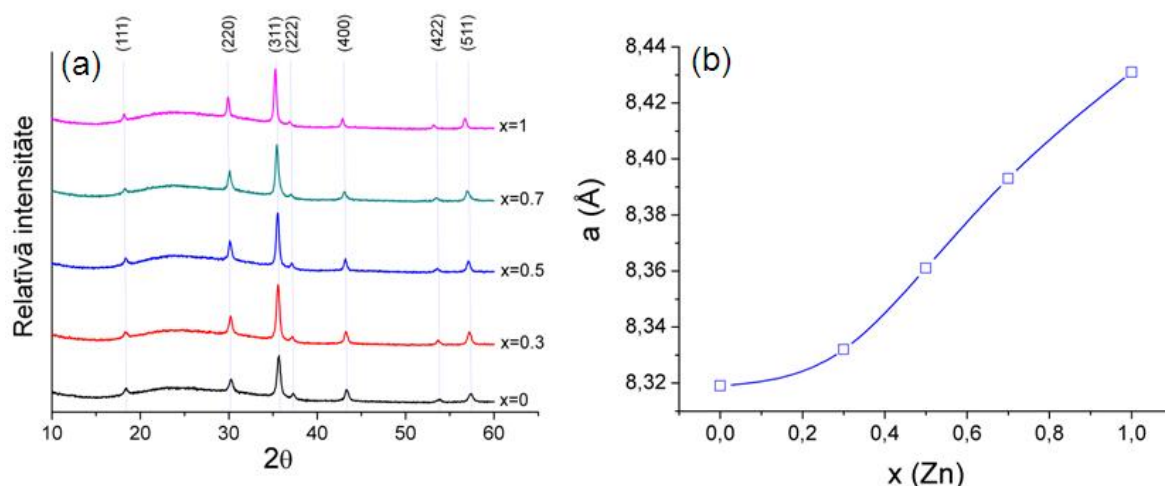 (a)
(111)
(220)
(311)
(222)
(400)
(422)
(511)
x=1
x=0.7
x=0.5
x=0.3
x=0
Relatīvā intensitāte
10 20 30 40 50 60
2θ
(b)
8,44
8,43
8,40
8,38
8,36
8,34
8,32
a (Å)
0,0 0,2 0,4 0,6 0,8 1,0
x (Zn)